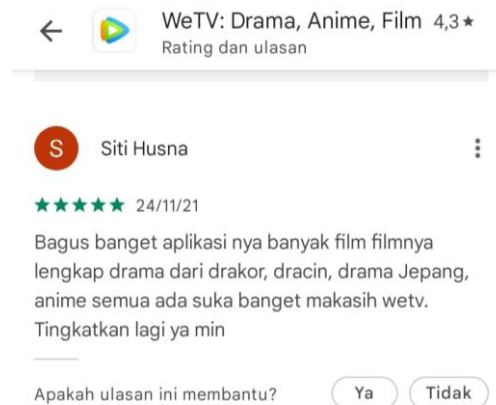 WeTV: Drama, Anime, Film 4,3★
Rating dan ulasan
S Siti Husna
★★★★★ 24/11/21
Bagus banget aplikasi nya banyak film filmnya
lengkap drama dari drakor, dracin, drama Jepang,
anime semua ada suka banget makasih wetv.
Tingkatkan lagi ya min
Apakah ulasan ini membantu? Ya Tidak